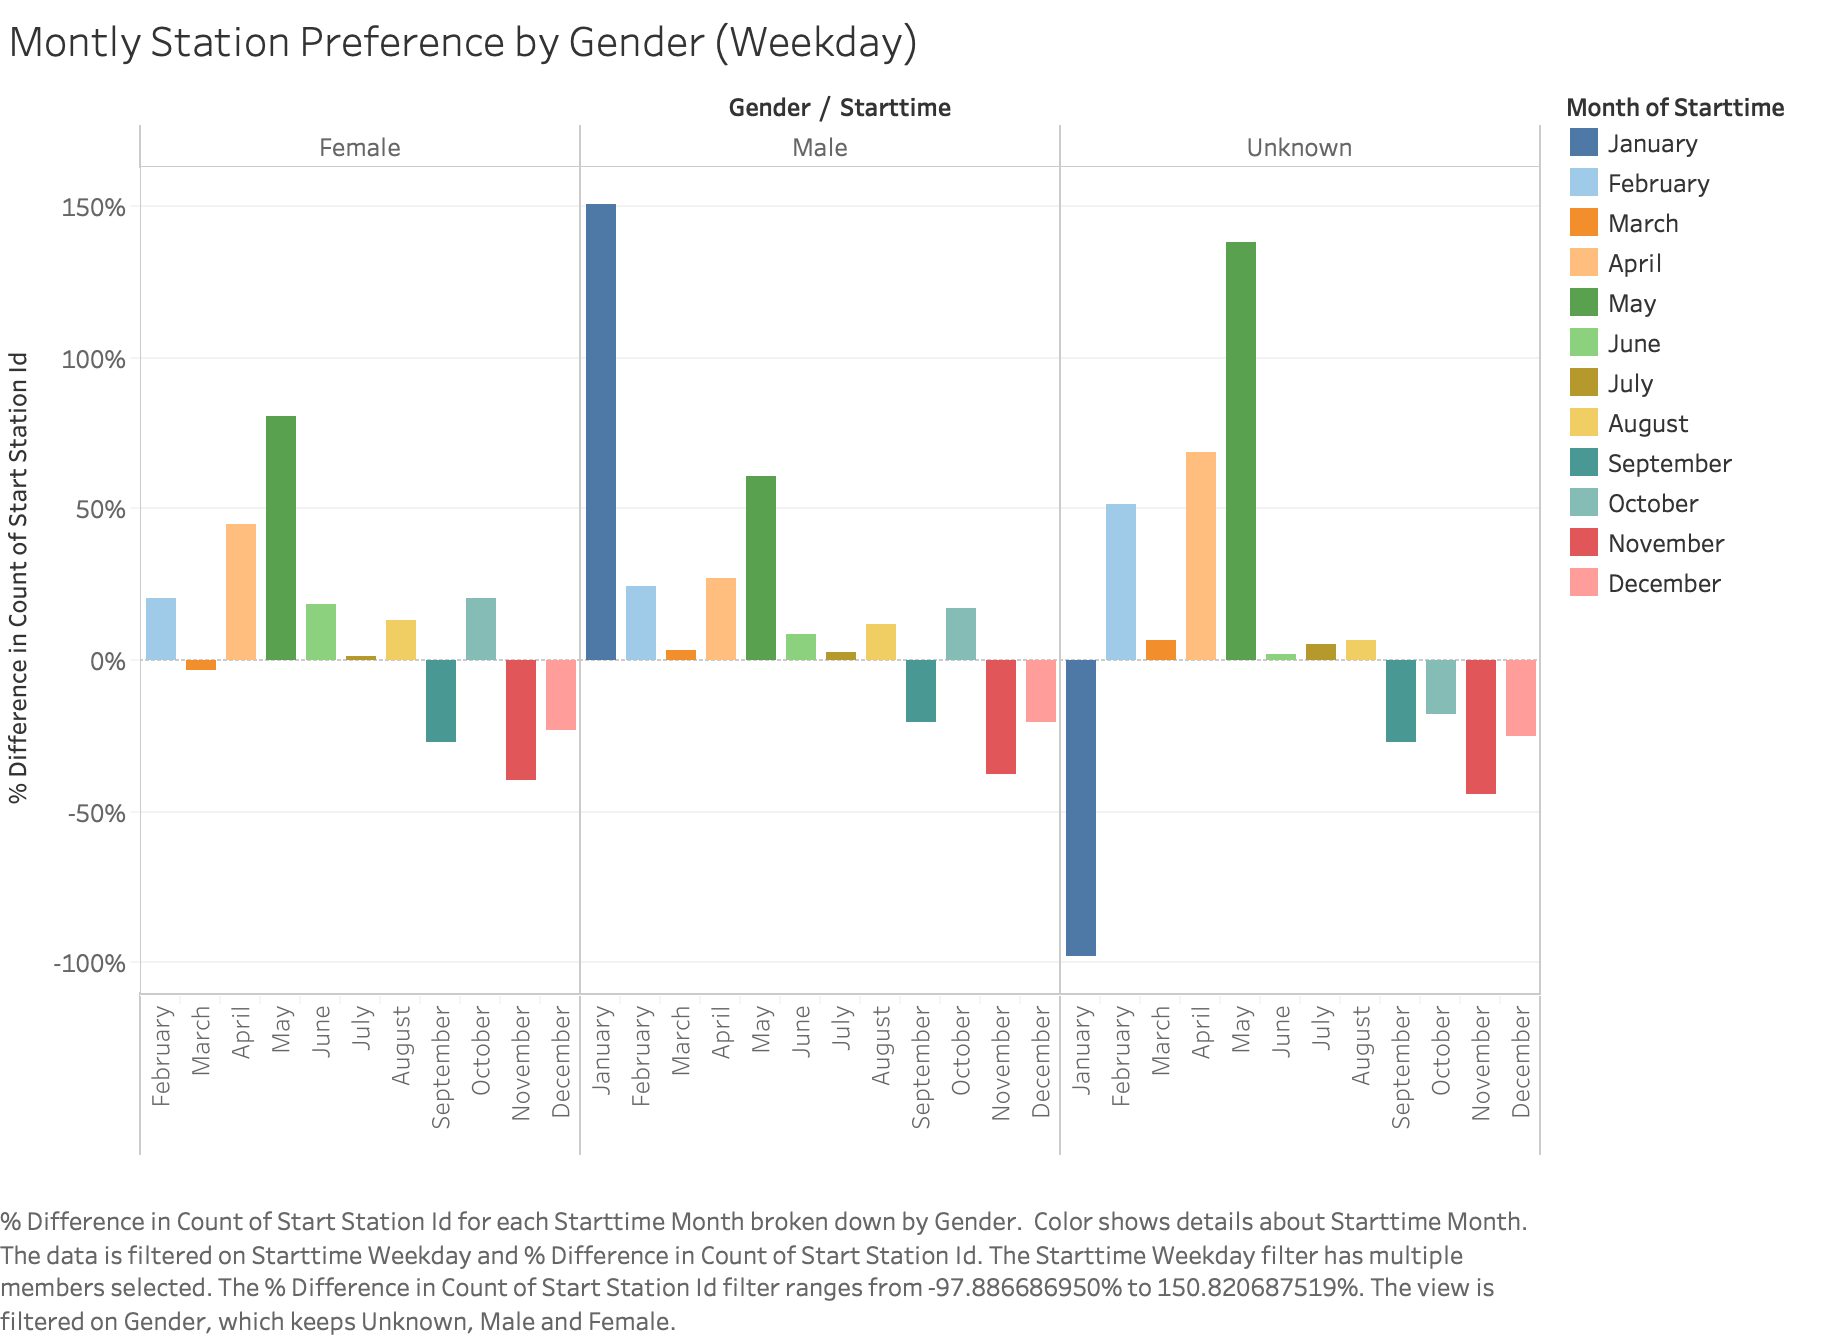 Montly Station Preference by Gender (Weekday)
Gender / Starttime
Female
Male
Unknown
Month of Starttime
January
February
March
April
May
June
July
August
September
October
November
December
% Difference in Count of Start Station Id
150%
100%
50%
0%
-50%
-100%
February
March
April
May
June
July
August
September
October
November
December
January
February
March
April
May
June
July
August
September
October
November
December
January
February
March
April
May
June
July
August
September
October
November
December
% Difference in Count of Start Station Id for each Starttime Month broken down by Gender.  Color shows details about Starttime Month.
The data is filtered on Starttime Weekday and % Difference in Count of Start Station Id. The Starttime Weekday filter has multiple
members selected. The % Difference in Count of Start Station Id filter ranges from -97.886686950% to 150.820687519%. The view is
filtered on Gender, which keeps Unknown, Male and Female.